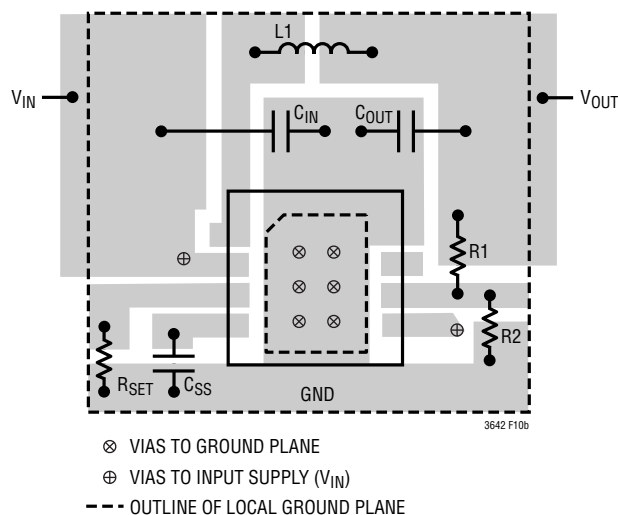 L1
VIN
VOUT
CIN
COUT
R1
R2
RSET
CSS
GND
3642 F10b
VIAS TO GROUND PLANE
VIAS TO INPUT SUPPLY (VIN)
OUTLINE OF LOCAL GROUND PLANE